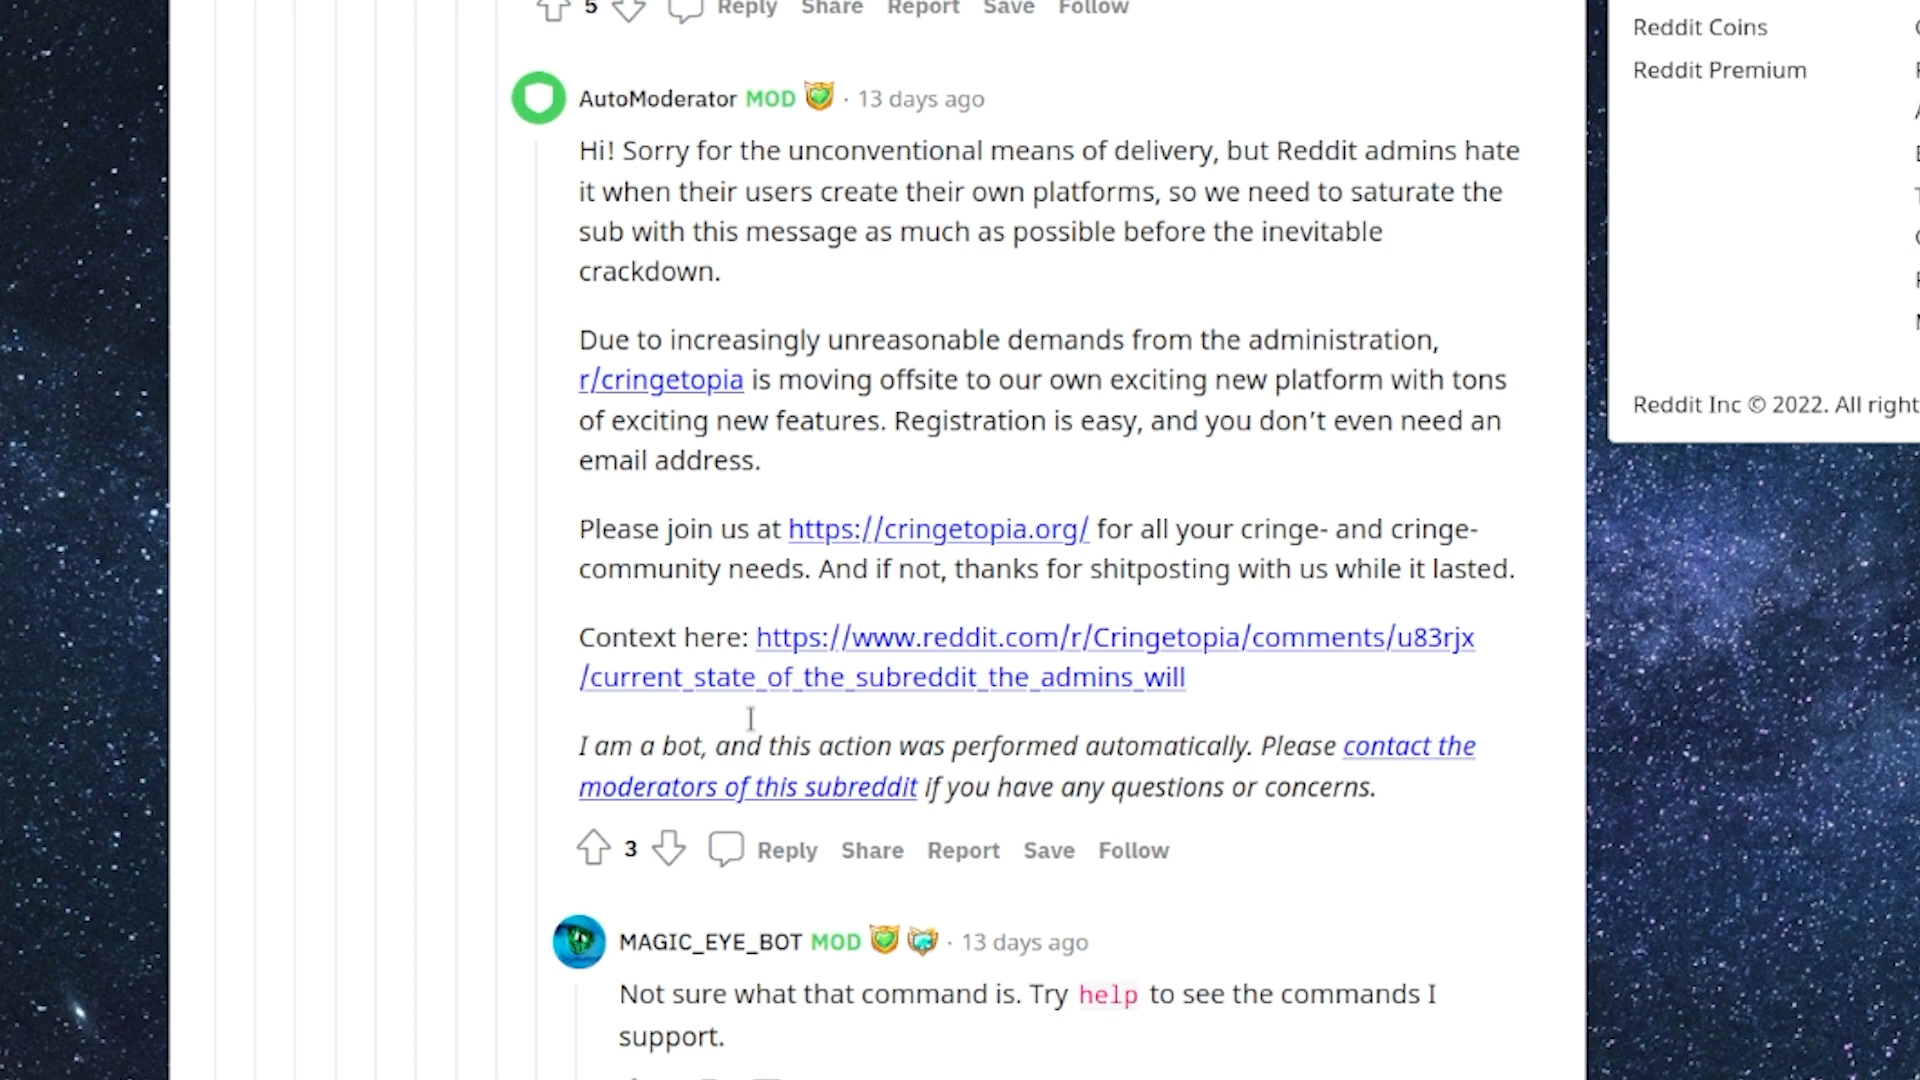 5 Reply Share Report Save Follow
Reddit Coins
Reddit Premium
AutoModerator MOD · 13 days ago
Hi! Sorry for the unconventional means of delivery, but Reddit admins hate
it when their users create their own platforms, so we need to saturate the
sub with this message as much as possible before the inevitable
crackdown.
Due to increasingly unreasonable demands from the administration,
r/cringetopia is moving offsite to our own exciting new platform with tons
of exciting new features. Registration is easy, and you don’t even need an
email address.
Reddit Inc © 2022. All right
Please join us at https://cringetopia.org/ for all your cringe- and cringe-
community needs. And if not, thanks for shitposting with us while it lasted.
Context here: https://www.reddit.com/r/Cringetopia/comments/u83rjx
/current_state_of_the_subreddit_the_admins_will
I am a bot, and this action was performed automatically. Please contact the
moderators of this subreddit if you have any questions or concerns.
3 Reply Share Report Save Follow
MAGIC_EYE_BOT MOD · 13 days ago
Not sure what that command is. Try help to see the commands I
support.